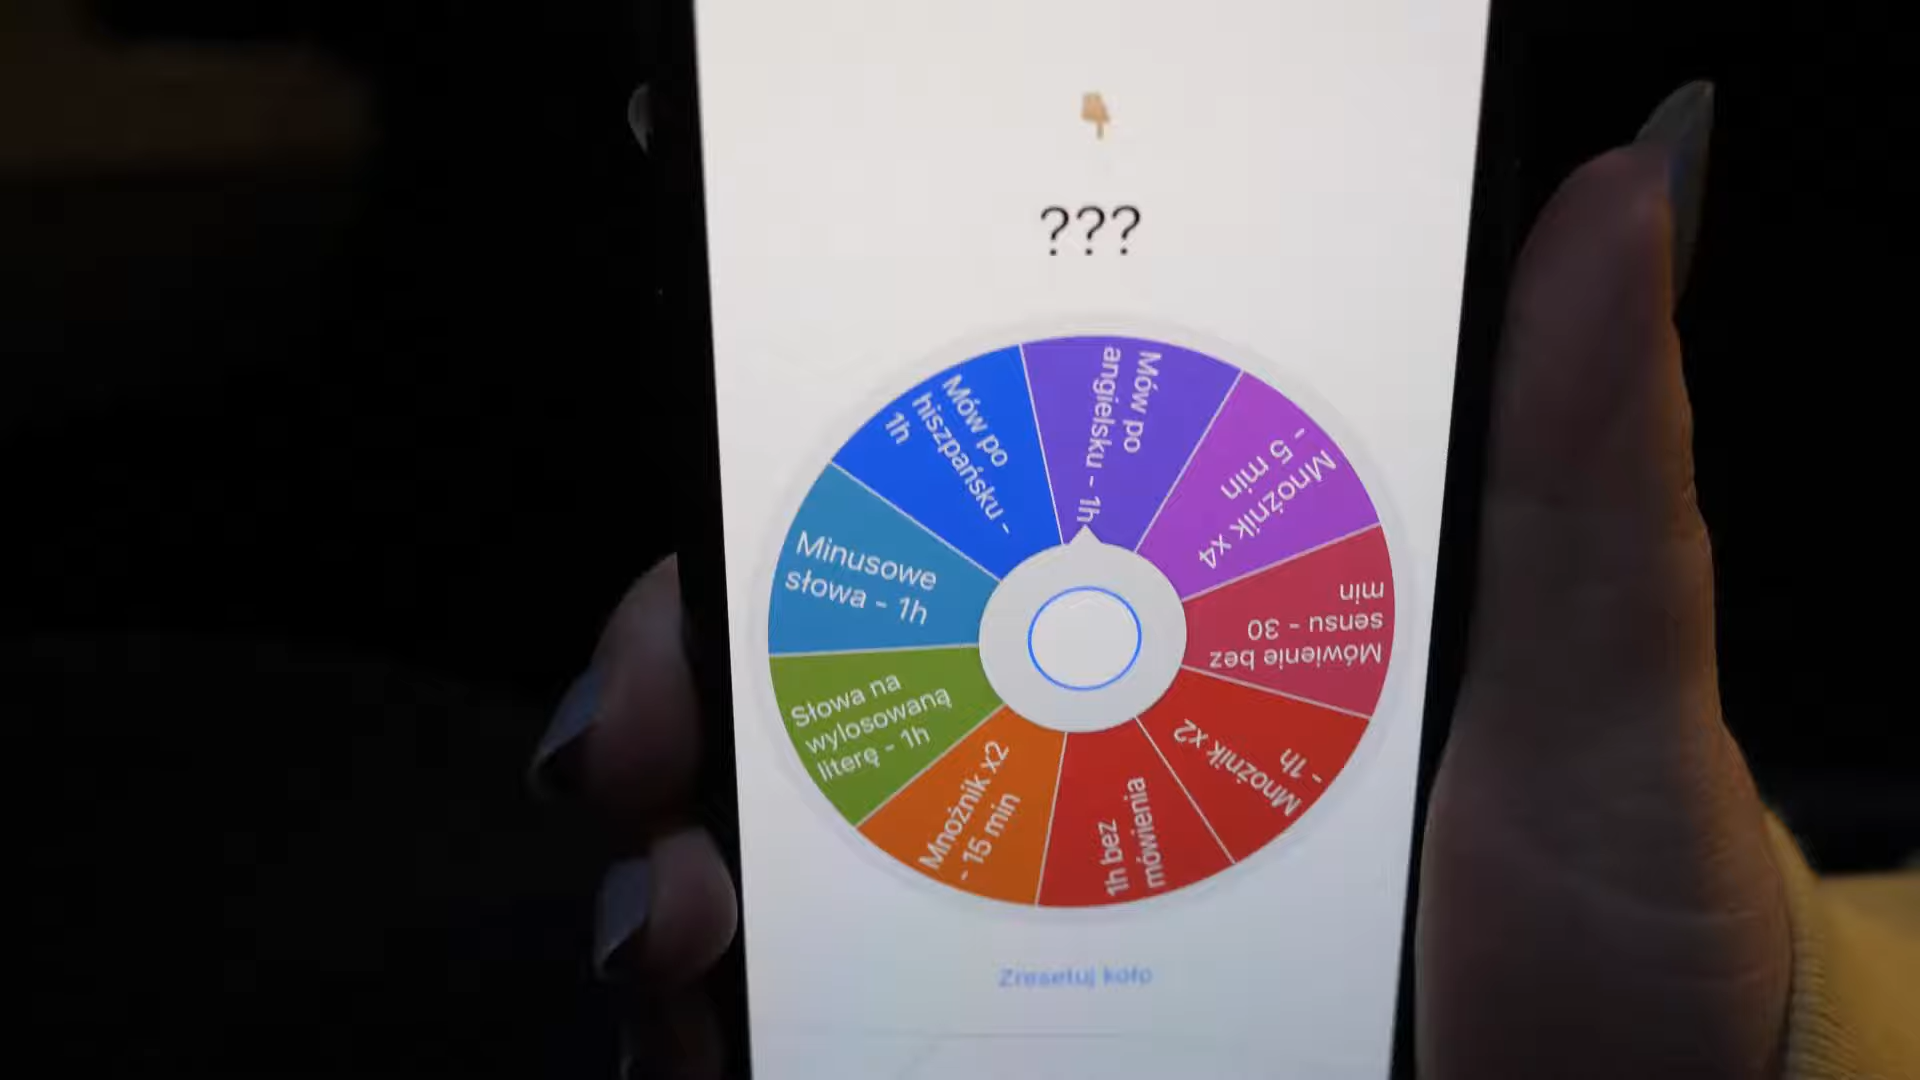 ???
Mów po
angielsku - 1h
Mnożnik x4
- 5 min
Mówienie bez
sensu - 30
min
Mnożnik x2
- 1h
1h bez
mówienia
Mnożnik x2
- 15 min
Słowa na
wylosowaną
literę - 1h
Minusowe
słowa - 1h
Mów po
hiszpańsku -
1h
Zresetuj koło